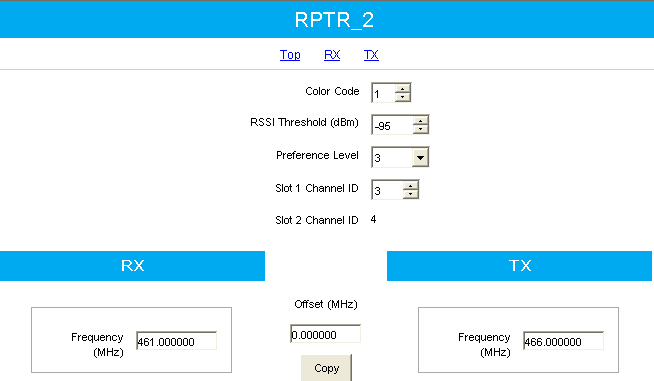 RPTR_2
Top RX TX
Color Code 1
RSSI Threshold (dBm) -95
Preference Level 3
Slot 1 Channel ID 3
Slot 2 Channel ID 4
RX TX
Offset (MHz)
Frequency (MHz) 461.000000
0.000000
Frequency (MHz) 466.000000
Copy